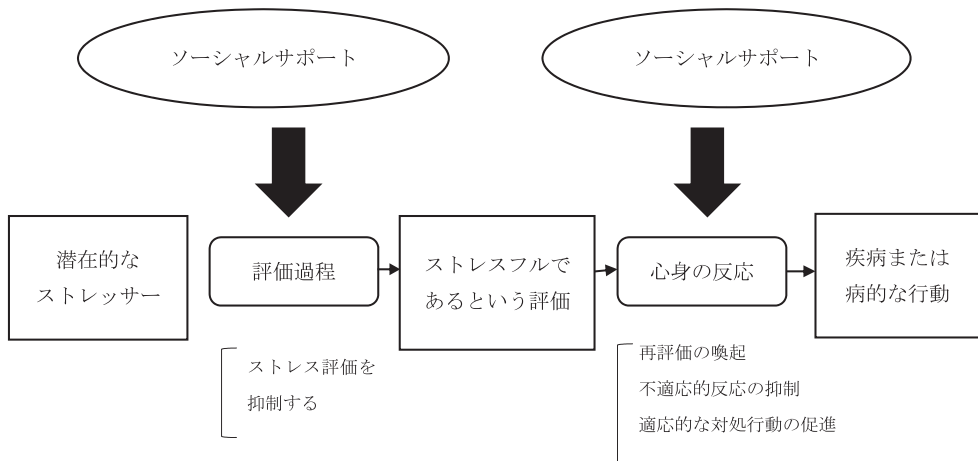 ソーシャルサポート
ソーシャルサポート
潜在的な
ストレッサー
評価過程
ストレスフルで
あるという評価
心身の反応
疾病または
病的な行動
ストレス評価を
抑制する
再評価の喚起
不適応的反応の抑制
適応的な対処行動の促進